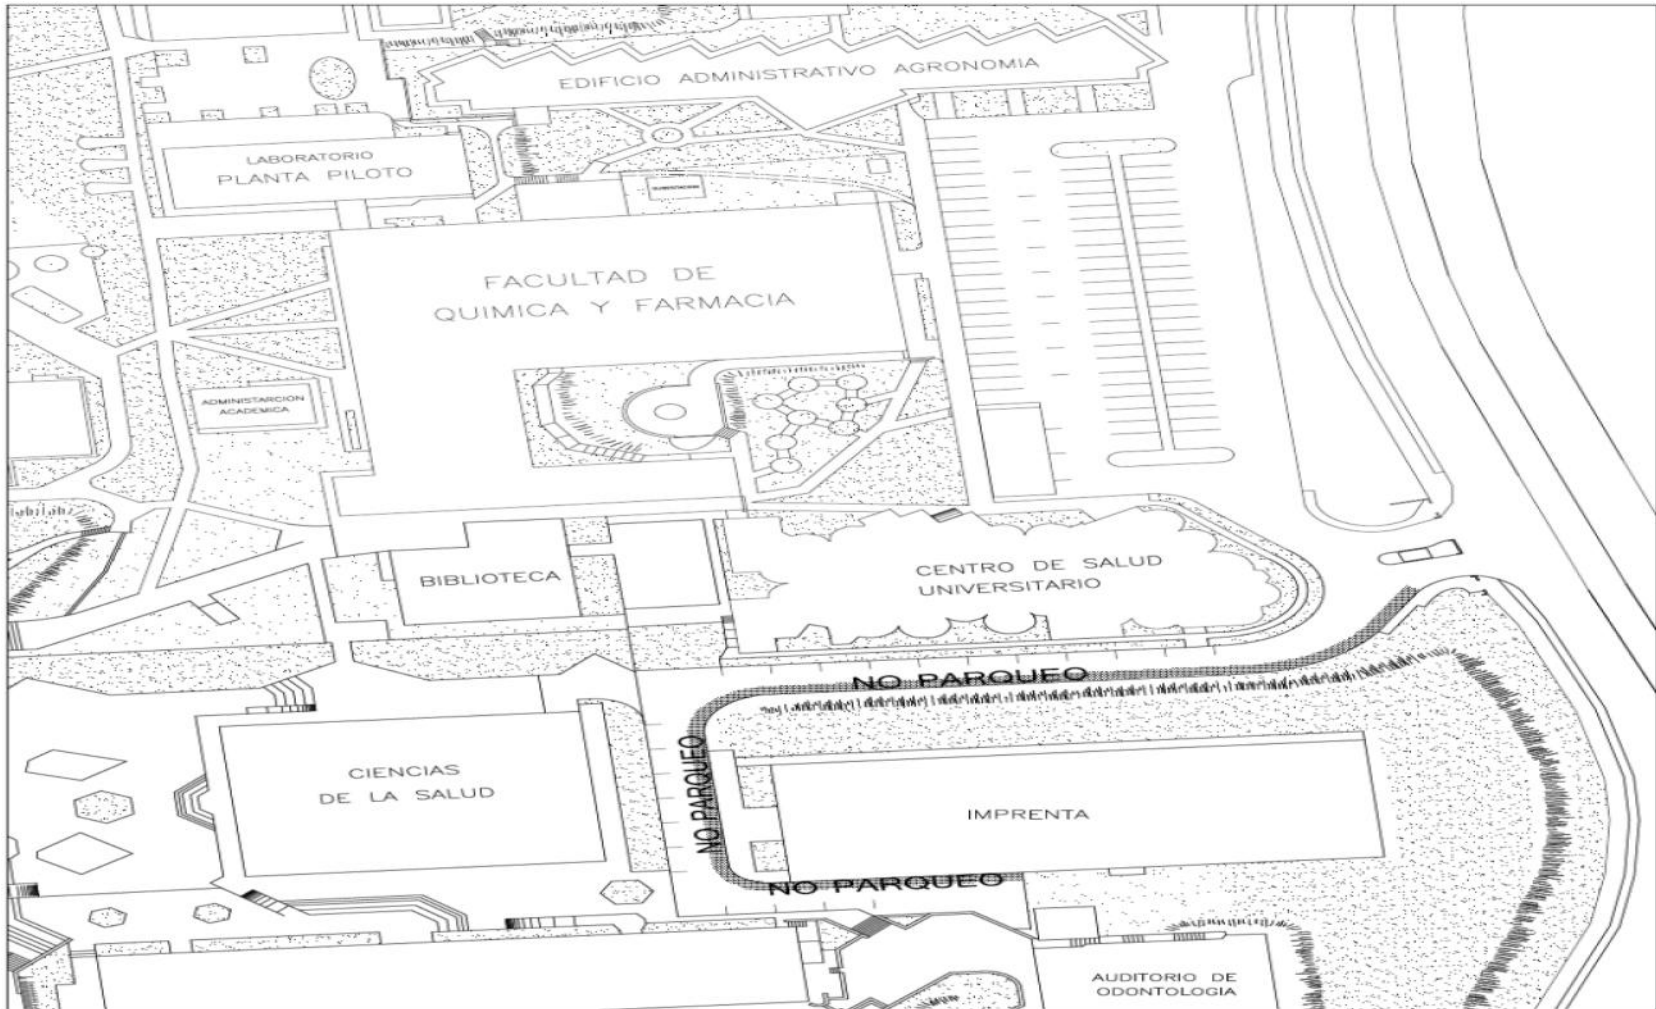 EDIFICIO ADMINISTRATIVO AGRONOMIA
LABORATORIO
PLANTA PILOTO
FACULTAD DE
QUIMICA Y FARMACIA
ADMINISTARCION
ACADEMICA
BIBLIOTECA
CENTRO DE SALUD
UNIVERSITARIO
NO PARQUEO
NO PARQUEO
CIENCIAS
DE LA SALUD
IMPRENTA
NO PARQUEO
AUDITORIO DE
ODONTOLOGIA